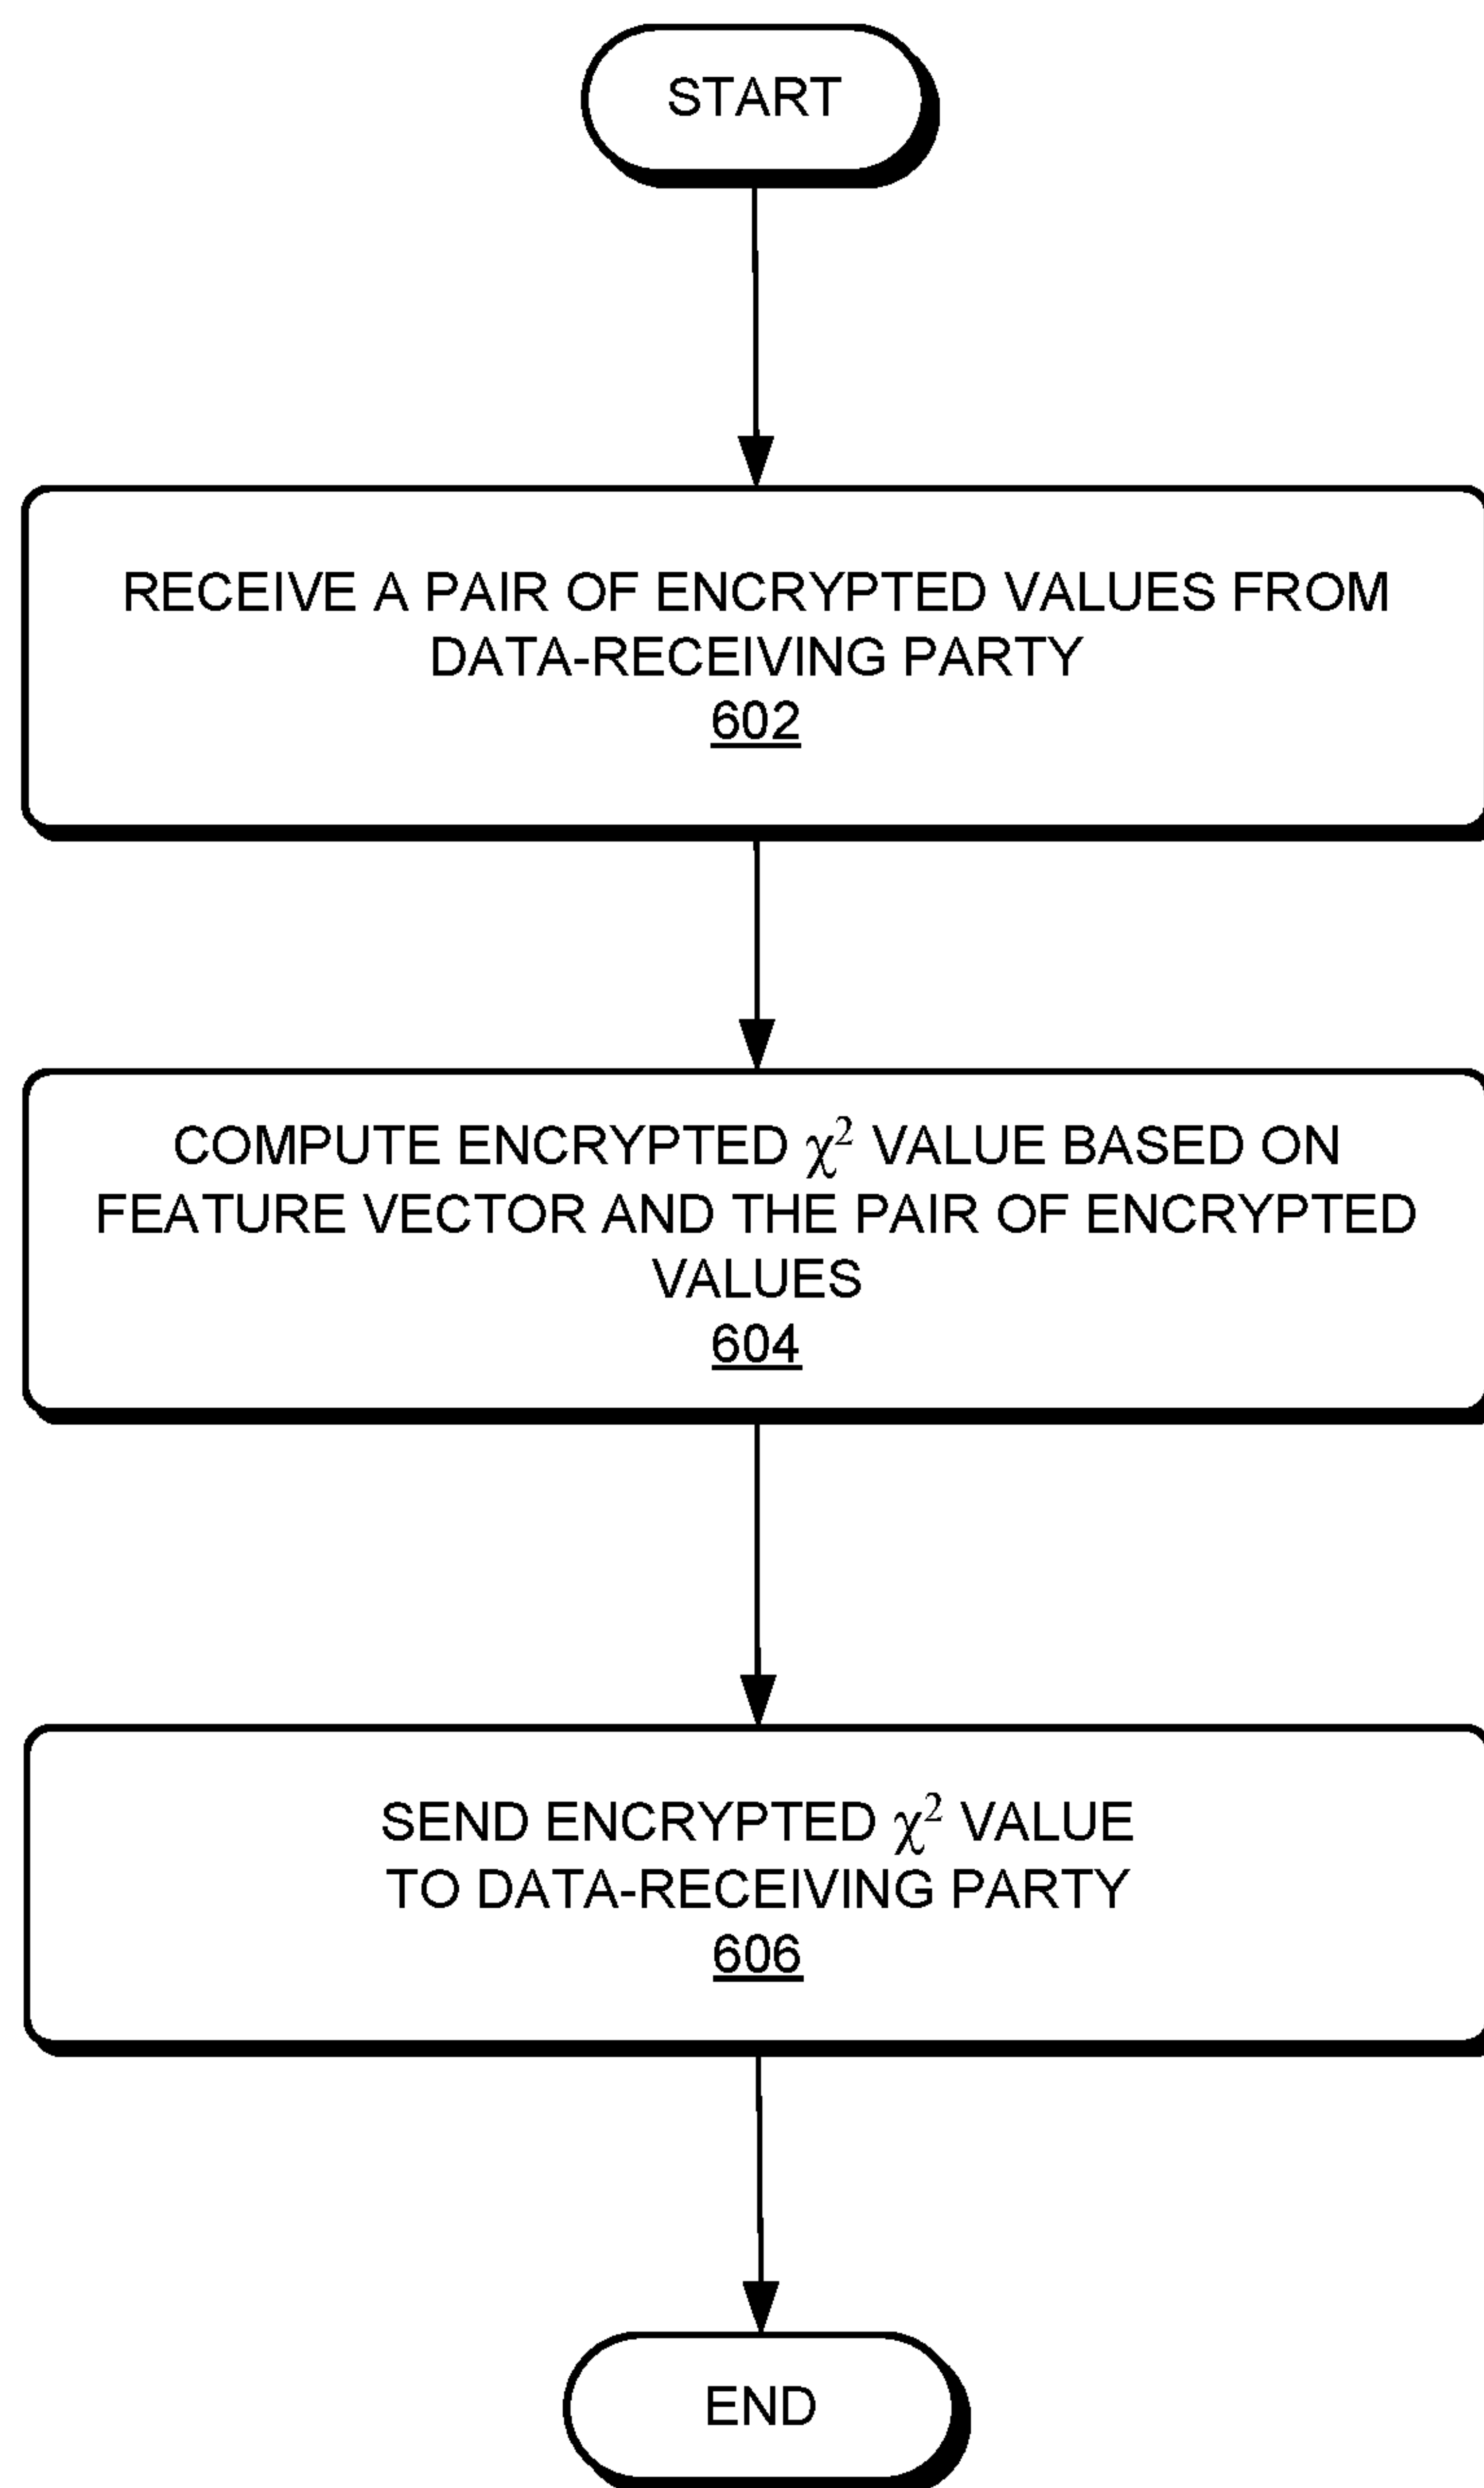 START
RECEIVE A PAIR OF ENCRYPTED VALUES FROM
DATA-RECEIVING PARTY
602
COMPUTE ENCRYPTED χ² VALUE BASED ON
FEATURE VECTOR AND THE PAIR OF ENCRYPTED
VALUES
604
SEND ENCRYPTED χ² VALUE
TO DATA-RECEIVING PARTY
606
END